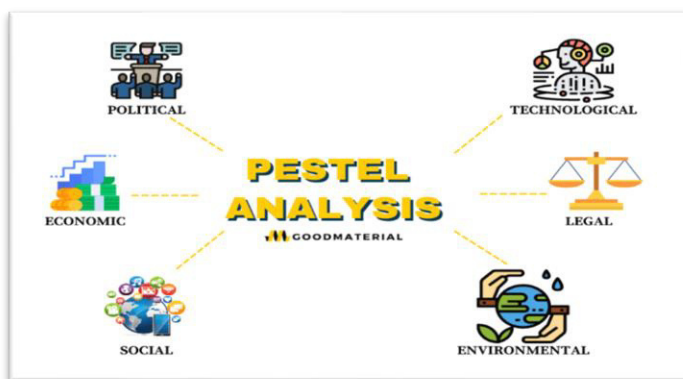 POLITICAL
TECHNOLOGICAL
PESTEL
ANALYSIS
GOODMATERIAL
ECONOMIC
LEGAL
SOCIAL
ENVIRONMENTAL